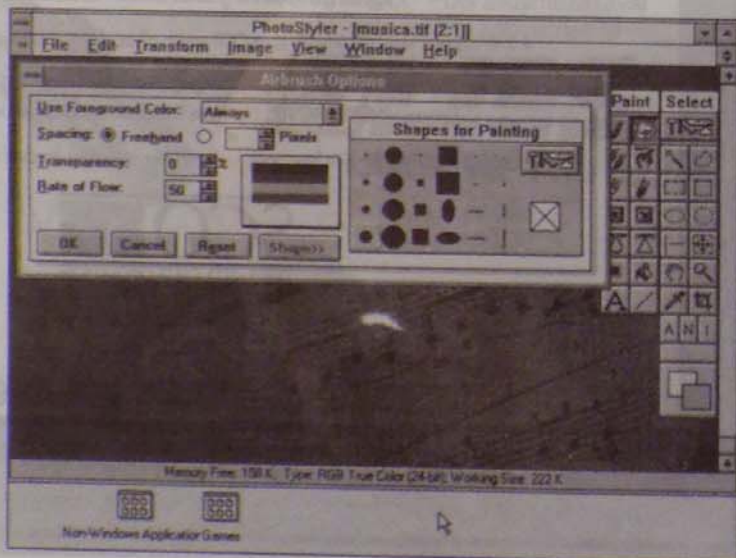 PhotoStyler - [musica.tif [2:1]]
File Edit Transform Image View Window Help
Airbrush Options
Use Foreground Color: Always
Spacing: Freehand Pixels
Transparency: 0 %
Rate of Flow: 50
OK Cancel Reset Shape>>
Shapes for Painting
Paint Select
A
A N I
Memory Free: 158 K, Type: RGB True Color (24-bit), Working Size: 222 K
Non-Windows Application Games